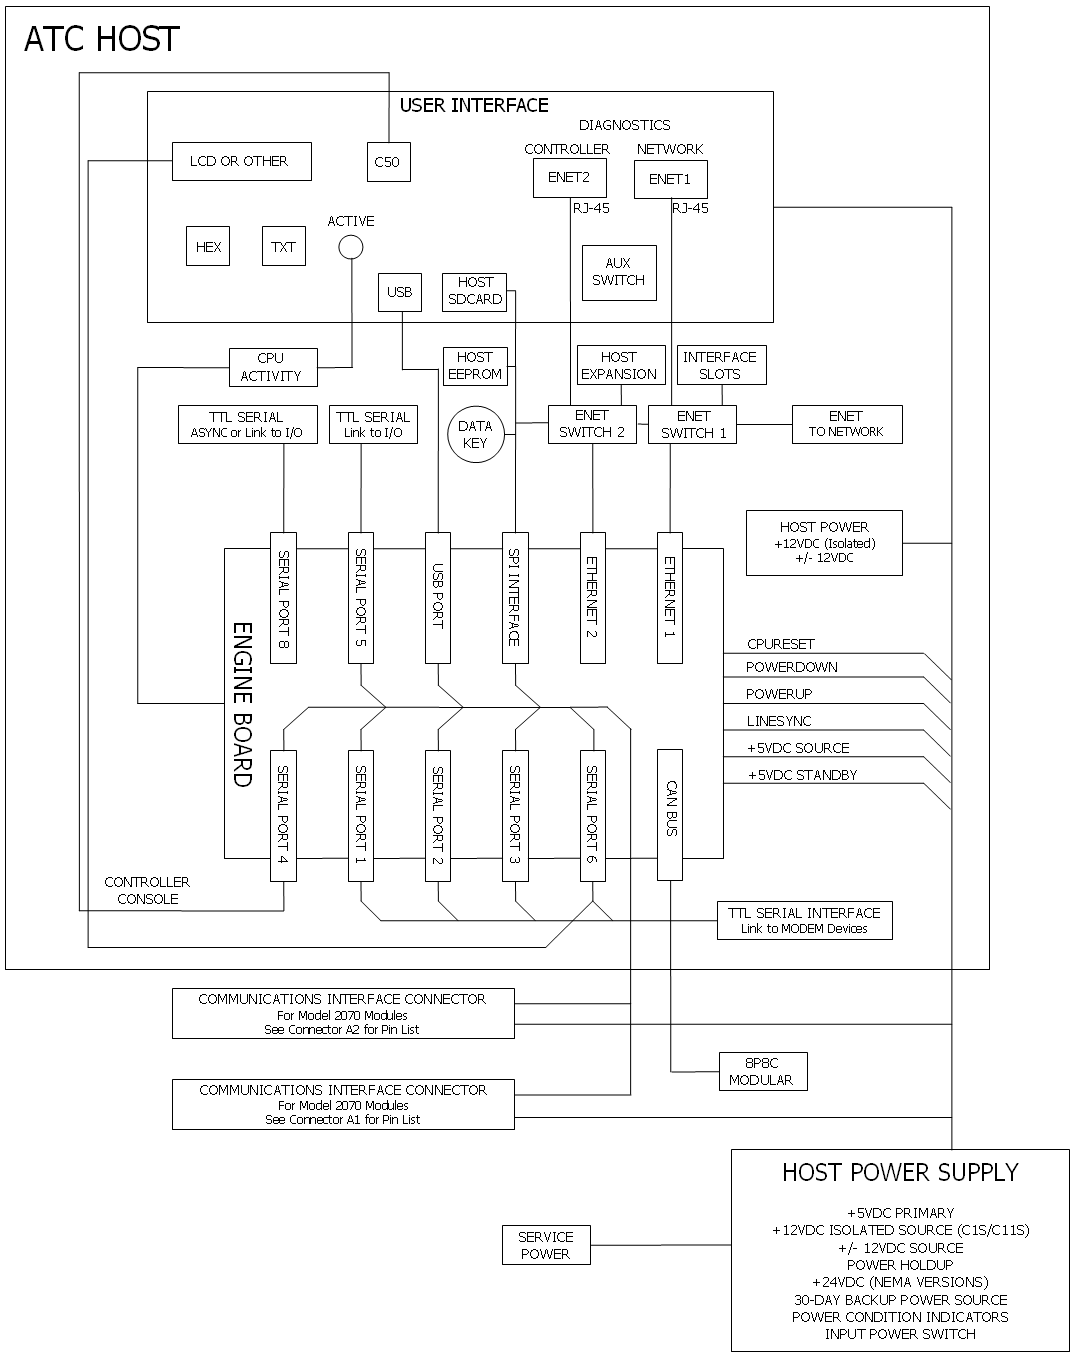 ATC HOST
USER INTERFACE
DIAGNOSTICS
CONTROLLER
NETWORK
LCD OR OTHER
C50
ENET2
ENET1
RJ-45
RJ-45
ACTIVE
HEX
TXT
AUX
SWITCH
USB
HOST
SDCARD
CPU
ACTIVITY
HOST
EEPROM
HOST
EXPANSION
INTERFACE
SLOTS
TTL SERIAL
ASYNC or Link to I/O
TTL SERIAL
Link to I/O
DATA
KEY
ENET
SWITCH 2
ENET
SWITCH 1
ENET
TO NETWORK
HOST POWER
+12VDC (Isolated)
+/- 12VDC
SERIAL PORT 8
SERIAL PORT 5
USB PORT
SPI INTERFACE
ETHERNET 2
ETHERNET 1
ENGINE BOARD
CPURESET
POWERDOWN
POWERUP
LINESYNC
+5VDC SOURCE
+5VDC STANDBY
SERIAL PORT 4
SERIAL PORT 1
SERIAL PORT 2
SERIAL PORT 3
SERIAL PORT 6
CAN BUS
CONTROLLER
CONSOLE
TTL SERIAL INTERFACE
Link to MODEM Devices
COMMUNICATIONS INTERFACE CONNECTOR
For Model 2070 Modules
See Connector A2 for Pin List
8P8C
MODULAR
COMMUNICATIONS INTERFACE CONNECTOR
For Model 2070 Modules
See Connector A1 for Pin List
HOST POWER SUPPLY
+5VDC PRIMARY
+12VDC ISOLATED SOURCE (C1S/C11S)
+/- 12VDC SOURCE
POWER HOLDUP
+24VDC (NEMA VERSIONS)
30-DAY BACKUP POWER SOURCE
POWER CONDITION INDICATORS
INPUT POWER SWITCH
SERVICE
POWER